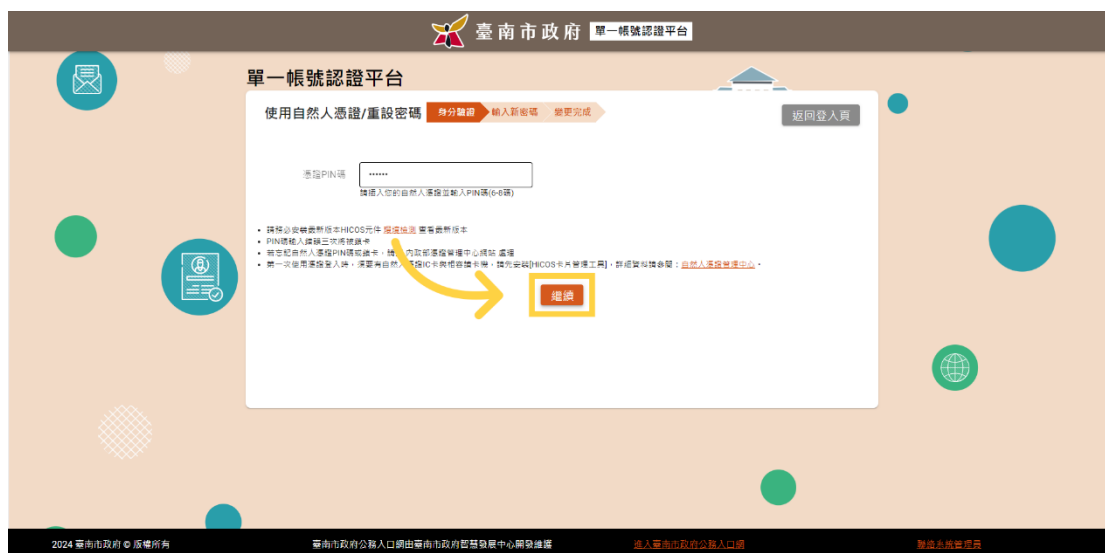 臺南市政府 單一帳號認證平台
單一帳號認證平台
使用自然人憑證/重設密碼 身分驗證 輸入新密碼 變更完成 返回登入頁
憑證PIN碼 ••••••
請插入您的自然人憑證並輸入PIN碼(6-8碼)
• 請務必安裝最新版本HICOS元件 環境檢測 查看最新版本
• PIN碼輸入錯誤三次將被鎖卡
• 若忘記自然人憑證PIN碼或鎖卡，請 內政部憑證管理中心網站 處理
• 第一次使用憑證登入時，須要有自然人憑證IC卡與相容讀卡機，請先安裝[HICOS卡片管理工具]，詳細資料請參閱：自然人憑證管理中心。
繼續
2024 臺南市政府 © 版權所有 臺南市政府公務入口網由臺南市政府智慧發展中心開發維護 進入臺南市政府公務入口網 聯絡系統管理員